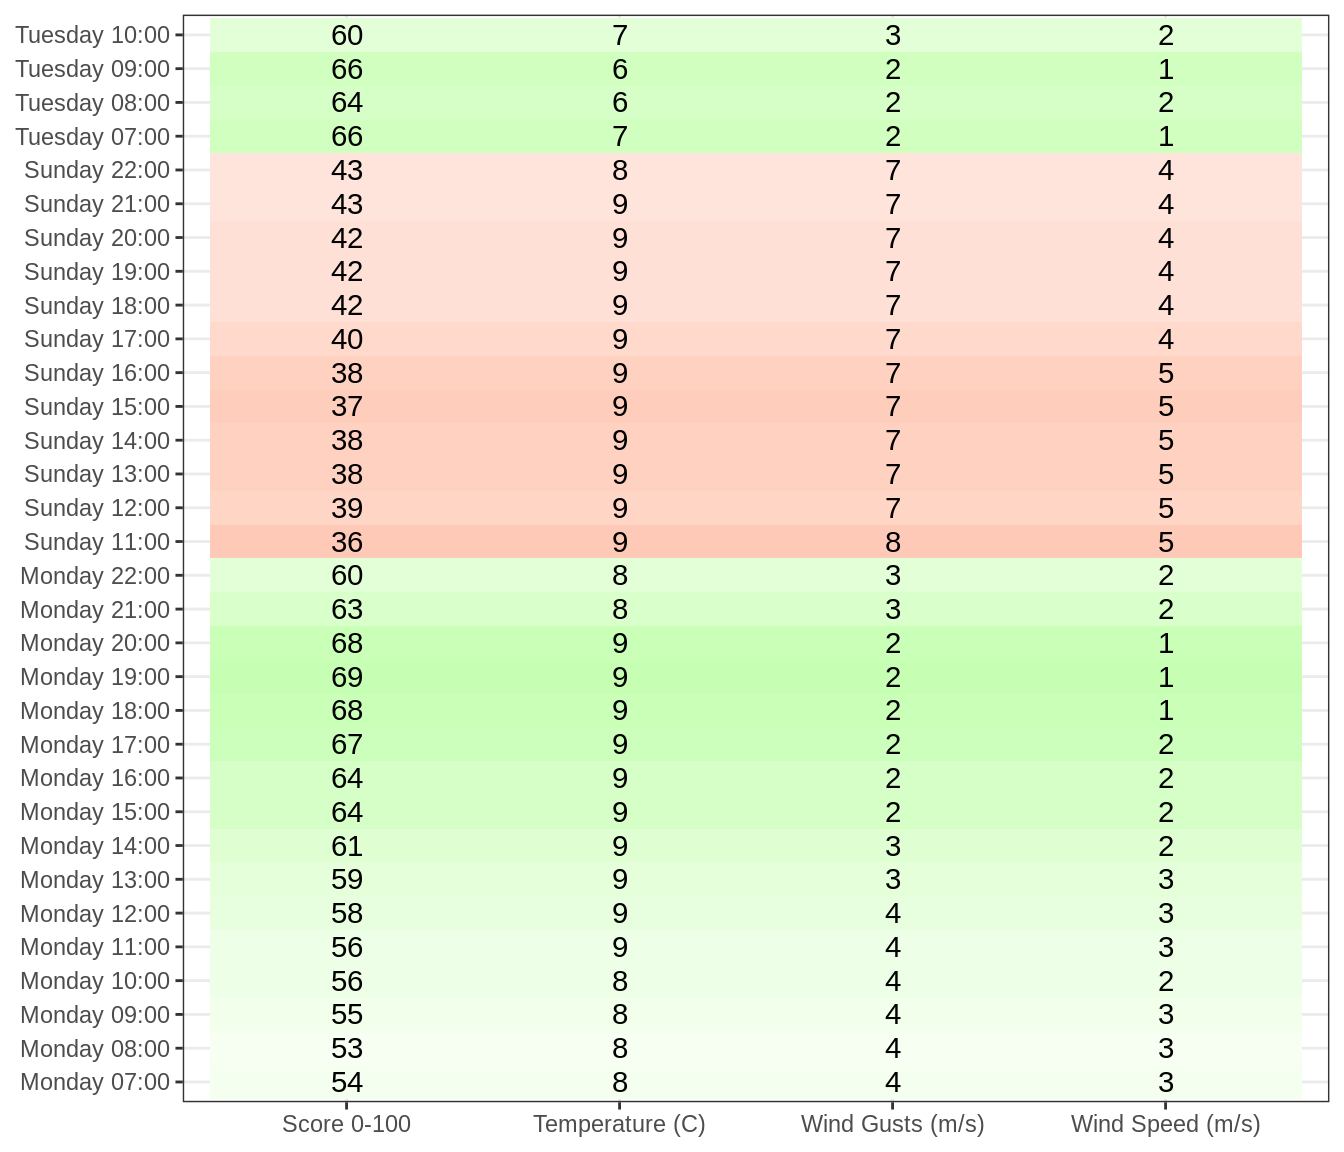 Tuesday 10:00 60 7 3 2
Tuesday 09:00 66 6 2 1
Tuesday 08:00 64 6 2 2
Tuesday 07:00 66 7 2 1
Sunday 22:00 43 8 7 4
Sunday 21:00 43 9 7 4
Sunday 20:00 42 9 7 4
Sunday 19:00 42 9 7 4
Sunday 18:00 42 9 7 4
Sunday 17:00 40 9 7 4
Sunday 16:00 38 9 7 5
Sunday 15:00 37 9 7 5
Sunday 14:00 38 9 7 5
Sunday 13:00 38 9 7 5
Sunday 12:00 39 9 7 5
Sunday 11:00 36 9 8 5
Monday 22:00 60 8 3 2
Monday 21:00 63 8 3 2
Monday 20:00 68 9 2 1
Monday 19:00 69 9 2 1
Monday 18:00 68 9 2 1
Monday 17:00 67 9 2 2
Monday 16:00 64 9 2 2
Monday 15:00 64 9 2 2
Monday 14:00 61 9 3 2
Monday 13:00 59 9 3 3
Monday 12:00 58 9 4 3
Monday 11:00 56 9 4 3
Monday 10:00 56 8 4 2
Monday 09:00 55 8 4 3
Monday 08:00 53 8 4 3
Monday 07:00 54 8 4 3
Score 0-100 Temperature (C) Wind Gusts (m/s) Wind Speed (m/s)